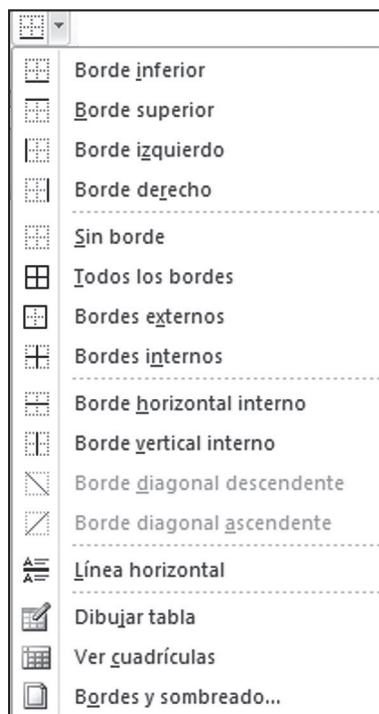 Borde inferior
Borde superior
Borde izquierdo
Borde derecho
Sin borde
Todos los bordes
Bordes externos
Bordes internos
Borde horizontal interno
Borde vertical interno
Borde diagonal descendente
Borde diagonal ascendente
Línea horizontal
Dibujar tabla
Ver cuadrículas
Bordes y sombreado...